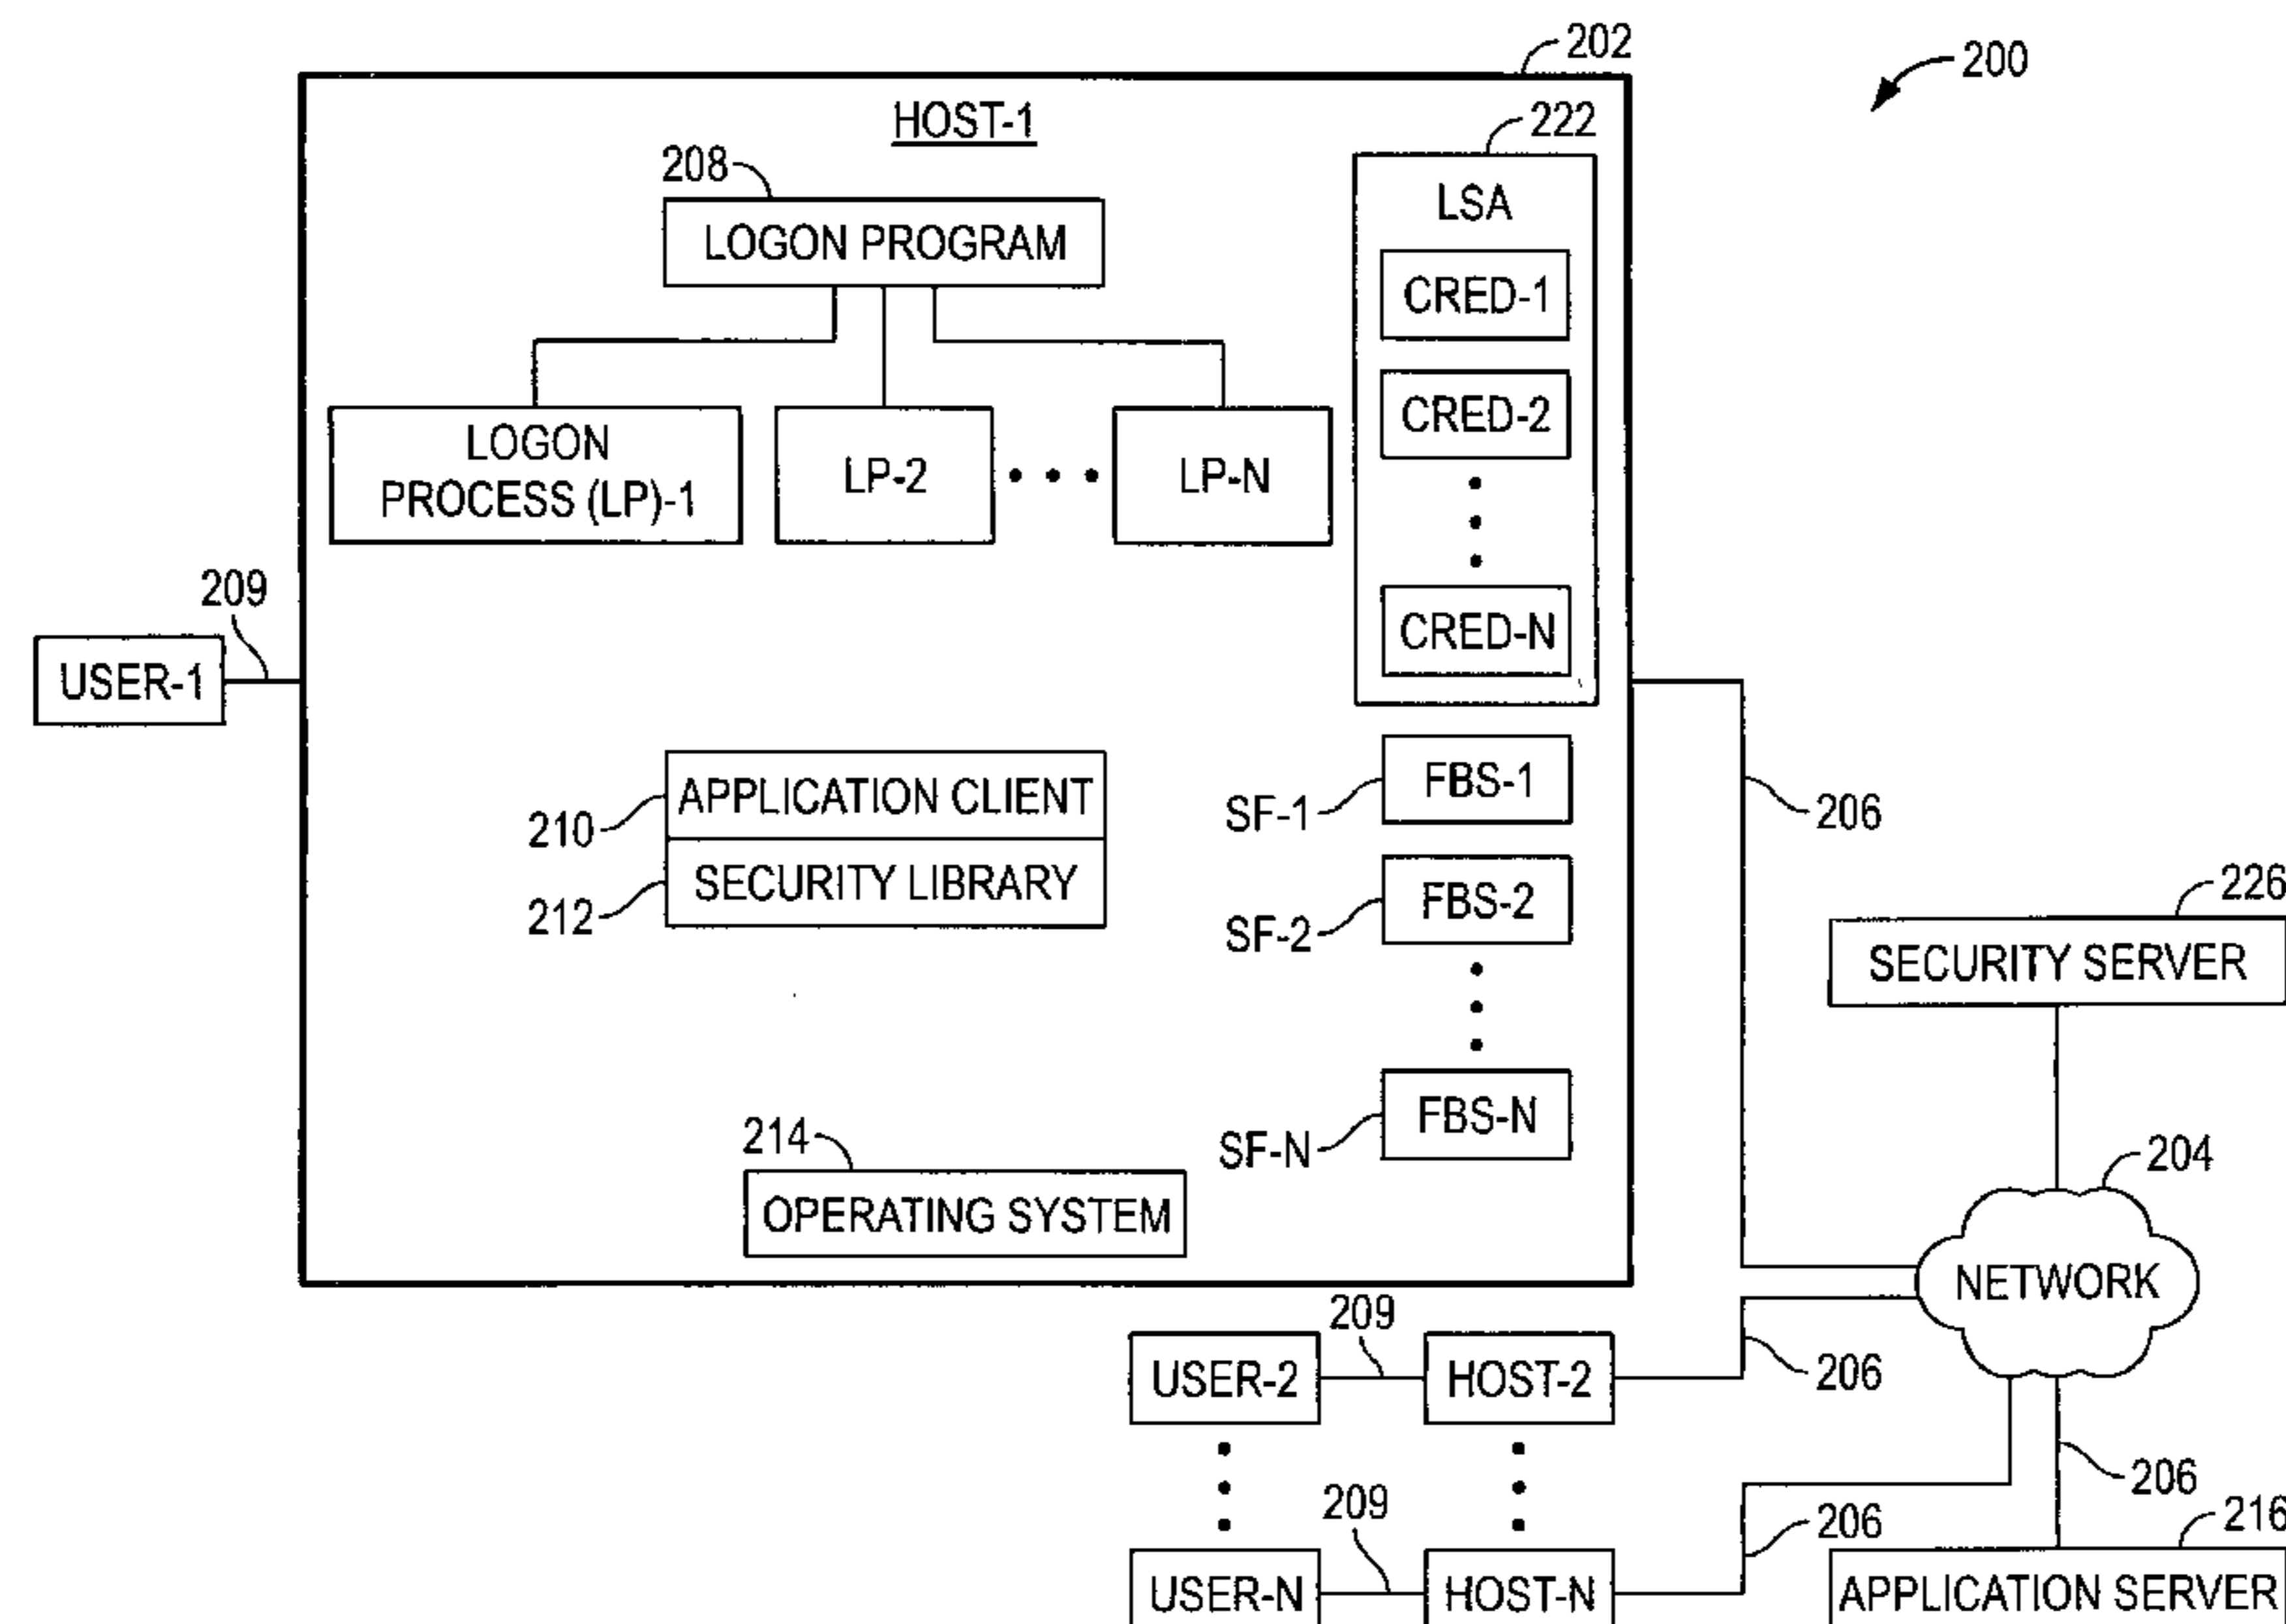 202
200
HOST-1
222
208
LOGON PROGRAM
LSA
CRED-1
CRED-2
CRED-N
LOGON
PROCESS (LP)-1
LP-2
LP-N
209
USER-1
210
APPLICATION CLIENT
212
SECURITY LIBRARY
SF-1
FBS-1
SF-2
FBS-2
SF-N
FBS-N
214
OPERATING SYSTEM
206
226
SECURITY SERVER
204
NETWORK
USER-2
209
HOST-2
206
USER-N
209
HOST-N
206
206
216
APPLICATION SERVER